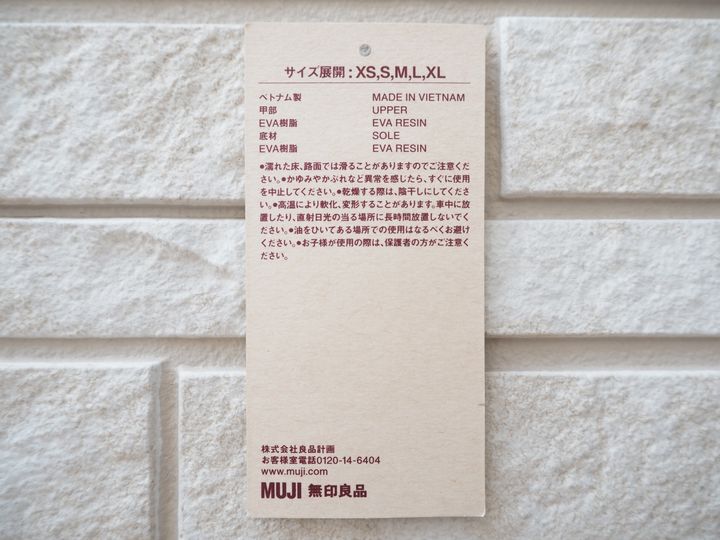 サイズ展開：XS,S,M,L,XL
ベトナム製 MADE IN VIETNAM
甲部 UPPER
EVA樹脂 EVA RESIN
底材 SOLE
EVA樹脂 EVA RESIN
●濡れた床、路面では滑ることがありますのでご注意くだ
さい。●かゆみやかぶれなど異常を感じたら、すぐに使用
を中止してください。●乾燥する際は、陰干しにしてくださ
い。●高温により軟化、変形することがあります。車中に放
置したり、直射日光の当る場所に長時間放置しないでく
ださい。●油をひいてある場所での使用はなるべくお避け
ください。●お子様が使用の際は、保護者の方がご注意く
ださい。
株式会社良品計画
お客様室電話0120-14-6404
www.muji.com
MUJI 無印良品